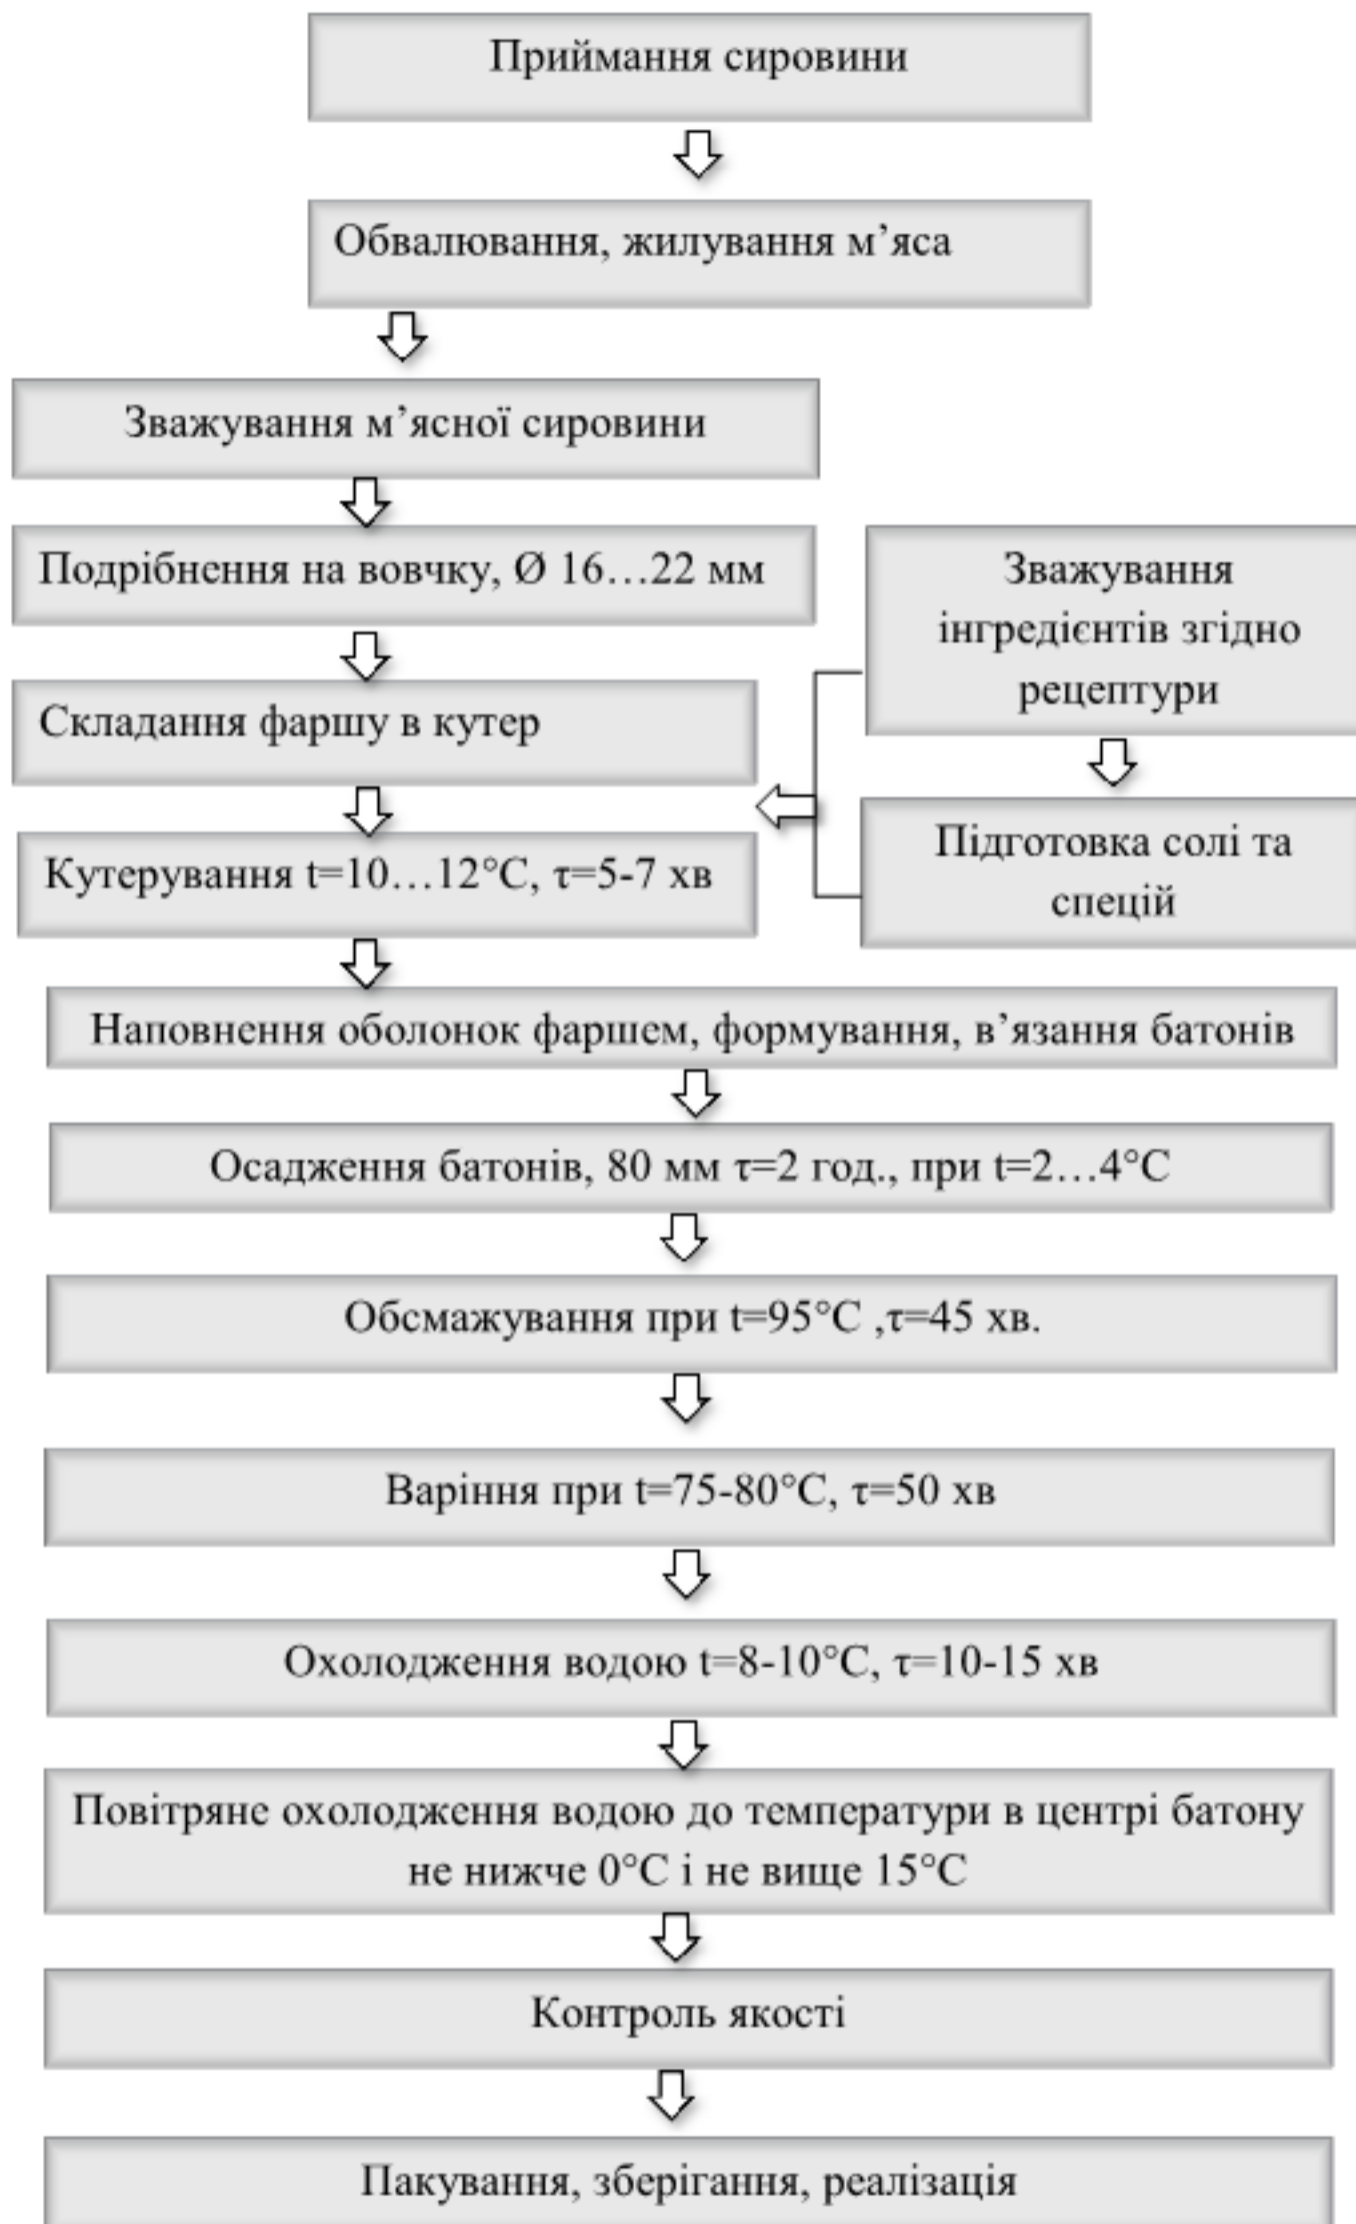 Приймання сировини
Обвалювання, жилування м’яса
Зважування м’ясної сировини
Подрібнення на вовчку, Ø 16…22 мм
Складання фаршу в кутер
Кутерування t=10…12°C, τ=5-7 хв
Зважування
інгредієнтів згідно
рецептури
Підготовка солі та
спецій
Наповнення оболонок фаршем, формування, в’язання батонів
Осадження батонів, 80 мм τ=2 год., при t=2…4°C
Обсмажування при t=95°C ,τ=45 хв.
Варіння при t=75-80°C, τ=50 хв
Охолодження водою t=8-10°C, τ=10-15 хв
Повітряне охолодження водою до температури в центрі батону
не нижче 0°C і не вище 15°C
Контроль якості
Пакування, зберігання, реалізація